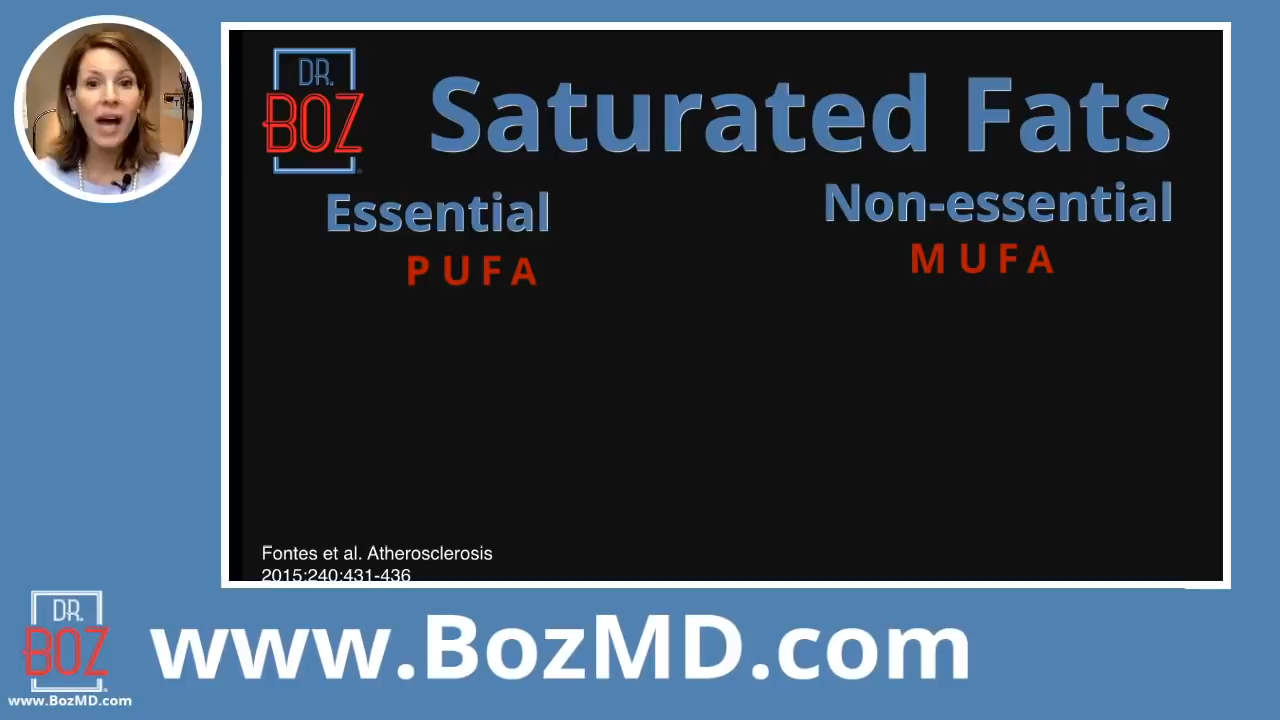 DR.
BOZ
Saturated Fats
Essential
Non-essential
PUFA
MUFA
Fontes et al. Atherosclerosis
2015;240:431-436
DR.
BOZ
www.BozMD.com
www.BozMD.com